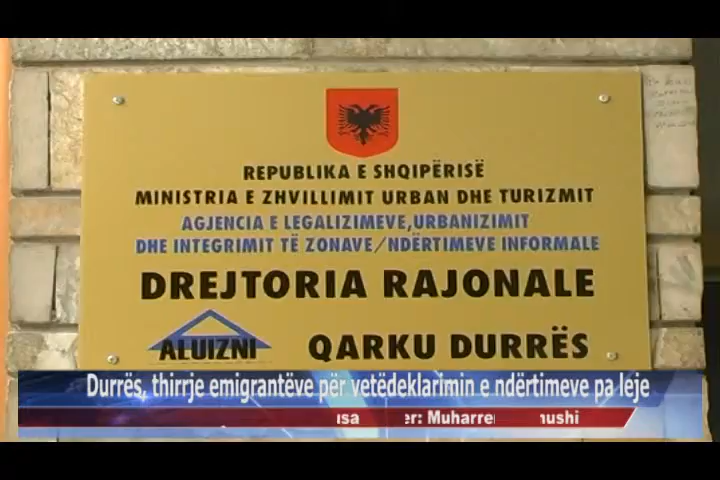 REPUBLIKA E SHQIPËRISË
MINISTRIA E ZHVILLIMIT URBAN DHE TURIZMIT
AGJENCIA E LEGALIZIMEVE,URBANIZIMIT
DHE INTEGRIMIT TË ZONAVE/NDËRTIMEVE INFORMALE
DREJTORIA RAJONALE
ALUIZNI QARKU DURRËS
Durrës, thirrje emigrantëve për vetëdeklarimin e ndërtimeve pa leje